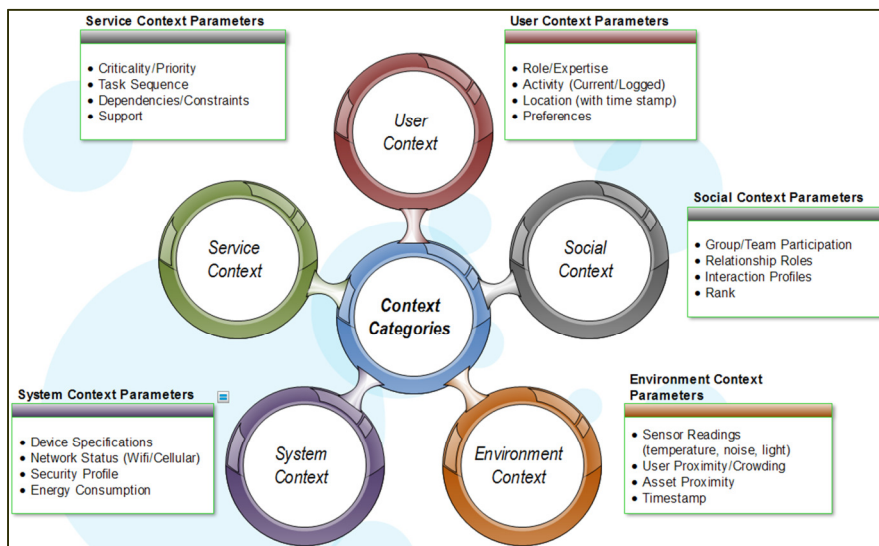 Service Context Parameters
• Criticality/Priority
• Task Sequence
• Dependencies/Constraints
• Support
User Context Parameters
• Role/Expertise
• Activity (Current/Logged)
• Location (with time stamp)
• Preferences
User
Context
Service
Context
Social
Context
Social Context Parameters
• Group/Team Participation
• Relationship Roles
• Interaction Profiles
• Rank
Context
Categories
System Context Parameters
• Device Specifications
• Network Status (Wifi/Cellular)
• Security Profile
• Energy Consumption
System
Context
Environment
Context
Environment Context
Parameters
• Sensor Readings
(temperature, noise, light)
• User Proximity/Crowding
• Asset Proximity
• Timestamp